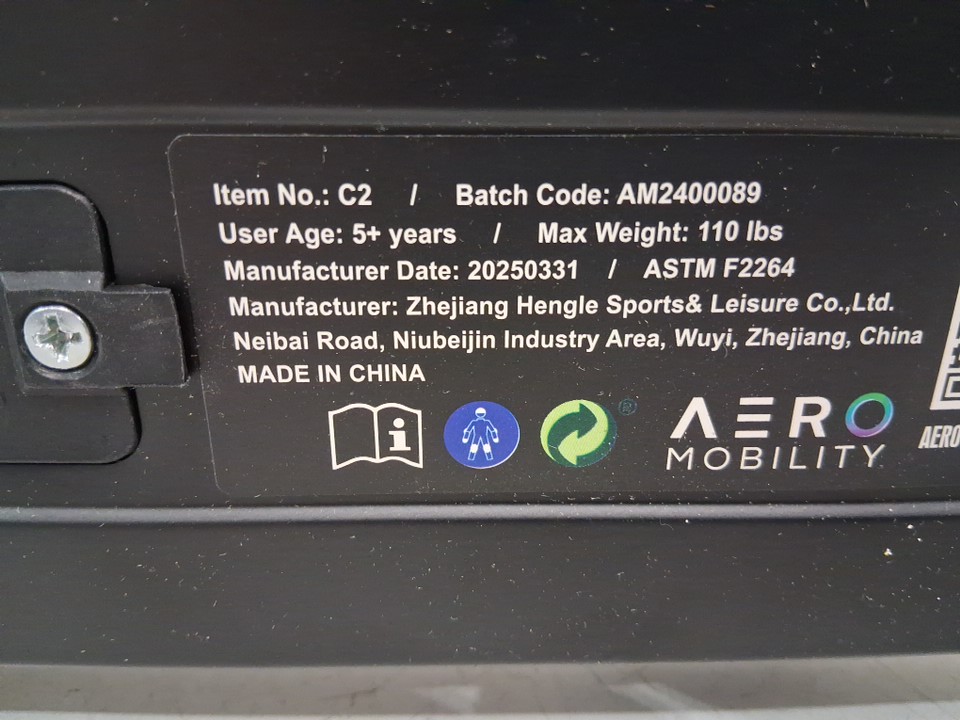 Item No.: C2 / Batch Code: AM2400089
User Age: 5+ years / Max Weight: 110 lbs
Manufacturer Date: 20250331 / ASTM F2264
Manufacturer: Zhejiang Hengle Sports& Leisure Co.,Ltd.
Neibai Road, Niubeijin Industry Area, Wuyi, Zhejiang, China
MADE IN CHINA
AERO
MOBILITY
AERO